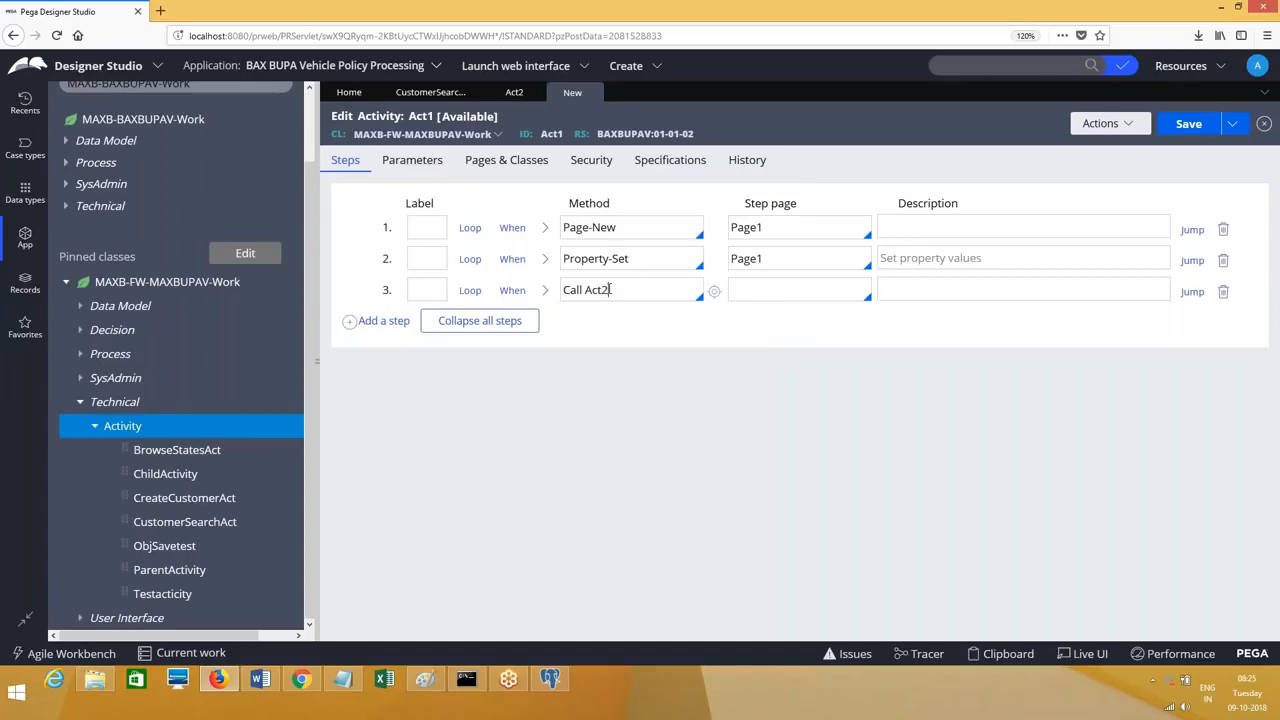 Pega Designer Studio
localhost:8080/prweb/PRServlet/swX9QRyqm-2KBtUycCTWxIJjhcobDWWH*/!STANDARD?pzPostData=2081528833
120%
Designer Studio
Application: BAX BUPA Vehicle Policy Processing
Launch web interface
Create
Resources
A
Recents
Case types
Data types
App
Records
Favorites
MAXB-BAXBUPAV-Work
MAXB-BAXBUPAV-Work
Data Model
Process
SysAdmin
Technical
Pinned classes
Edit
MAXB-FW-MAXBUPAV-Work
Data Model
Decision
Process
SysAdmin
Technical
Activity
BrowseStatesAct
ChildActivity
CreateCustomerAct
CustomerSearchAct
ObjSavetest
ParentActivity
Testacticity
User Interface
Home
CustomerSearc...
Act2
New
Edit Activity: Act1 [Available]
CL: MAXB-FW-MAXBUPAV-Work ID: Act1 RS: BAXBUPAV:01-01-02
Actions
Save
Steps
Parameters
Pages & Classes
Security
Specifications
History
Label Method Step page Description
1. Loop When Page-New Page1 Jump
2. Loop When Property-Set Page1 Set property values Jump
3. Loop When Call Act2 Jump
Add a step
Collapse all steps
Agile Workbench
Current work
Issues
Tracer
Clipboard
Live UI
Performance
PEGA
ENG
IN
08:25
Tuesday
09-10-2018